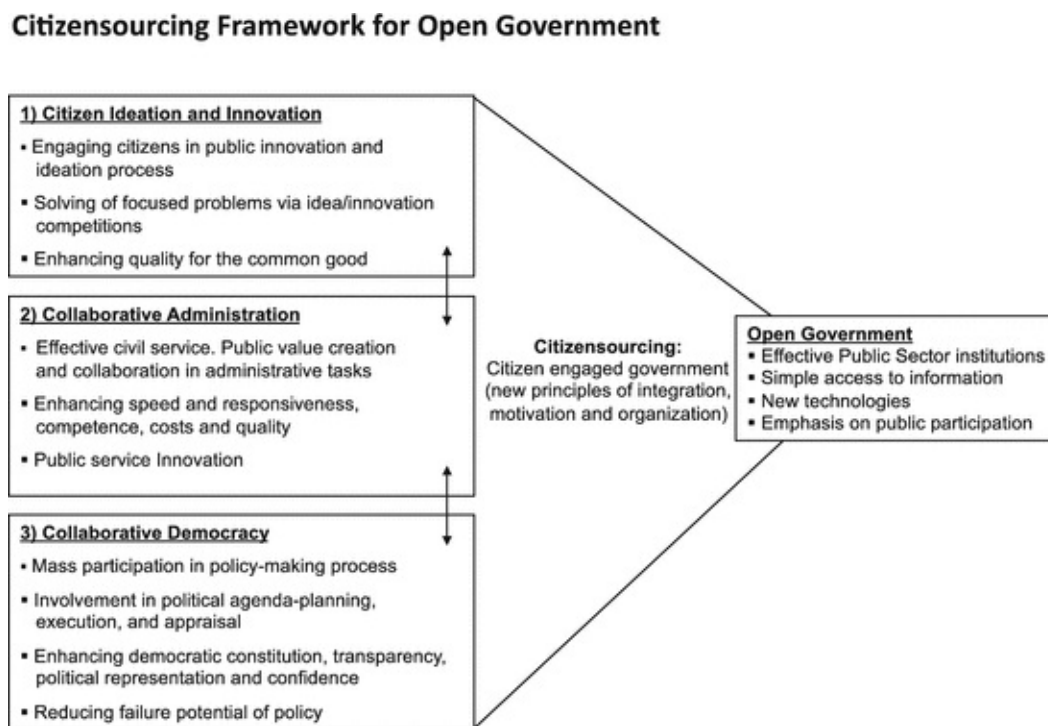 Citizensourcing Framework for Open Government
1) Citizen Ideation and Innovation
▪ Engaging citizens in public innovation and
ideation process
▪ Solving of focused problems via idea/innovation
competitions
▪ Enhancing quality for the common good
2) Collaborative Administration
▪ Effective civil service. Public value creation
and collaboration in administrative tasks
▪ Enhancing speed and responsiveness,
competence, costs and quality
▪ Public service Innovation
3) Collaborative Democracy
▪ Mass participation in policy-making process
▪ Involvement in political agenda-planning,
execution, and appraisal
▪ Enhancing democratic constitution, transparency,
political representation and confidence
▪ Reducing failure potential of policy
Citizensourcing:
Citizen engaged government
(new principles of integration,
motivation and organization)
Open Government
▪ Effective Public Sector institutions
▪ Simple access to information
▪ New technologies
▪ Emphasis on public participation